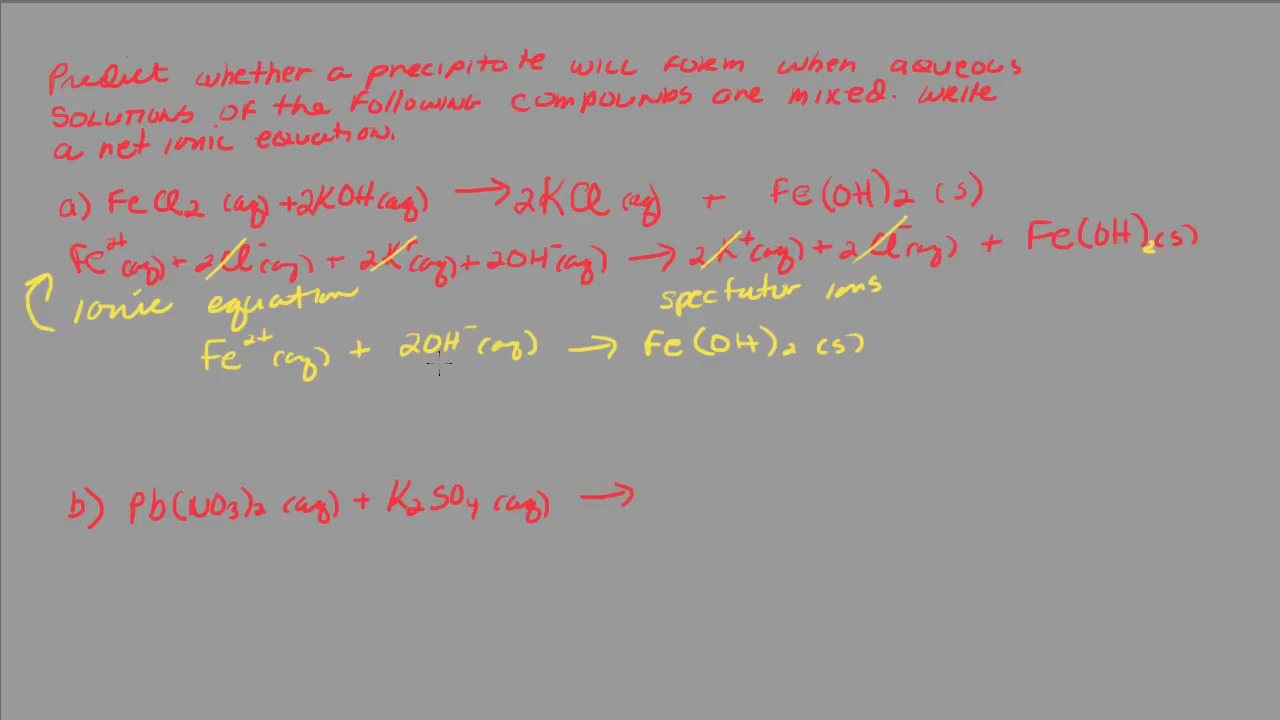 Predict whether a precipitate will form when aqueous
solutions of the following compounds are mixed. Write
a net ionic equation.
a) FeCl₂ (aq) + 2KOH (aq) → 2KCl (aq) + Fe(OH)₂ (s)
Fe²⁺ (aq) + 2Cl⁻ (aq) + 2K⁺ (aq) + 2OH⁻ (aq) → 2K⁺ (aq) + 2Cl⁻ (aq) + Fe(OH)₂ (s)
ionic equation spectator ions
Fe²⁺ (aq) + 2OH⁻ (aq) → Fe(OH)₂ (s)
b) Pb(NO₃)₂ (aq) + K₂SO₄ (aq) →